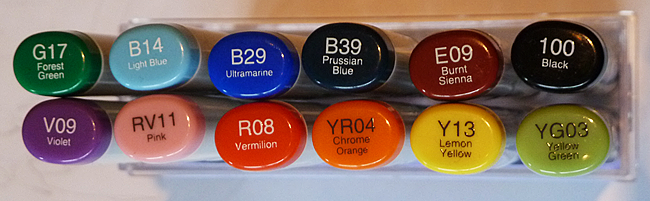 G17
Forest
Green
B14
Light Blue
B29
Ultramarine
B39
Prussian
Blue
E09
Burnt
Sienna
100
Black
V09
Violet
RV11
Pink
R08
Vermilion
YR04
Chrome
Orange
Y13
Lemon
Yellow
YG03
Yellow
Green